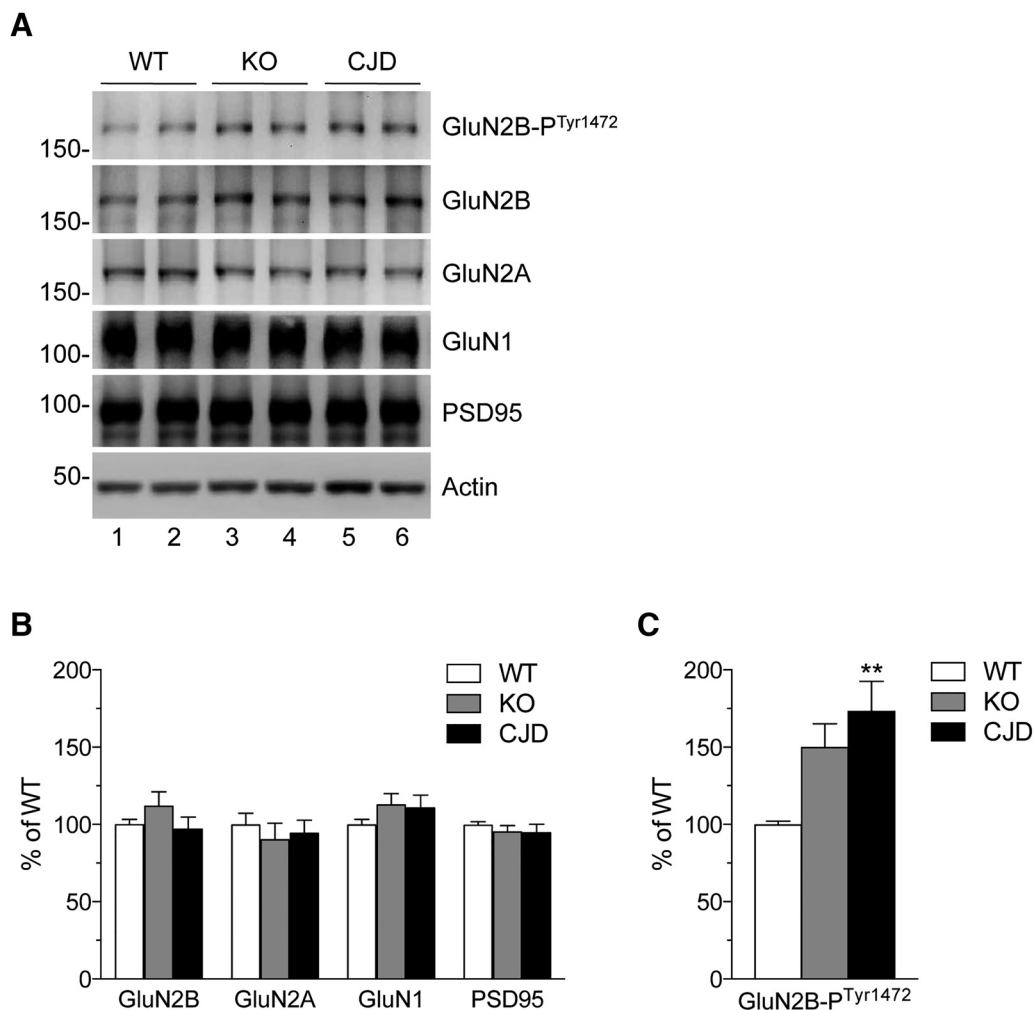 A
WT KO CJD
GluN2B-PTyr1472
150-
GluN2B
150-
GluN2A
150-
GluN1
100-
100-
PSD95
50-
Actin
1 2 3 4 5 6
B
200
150
100
50
0
% of WT
WT
KO
CJD
GluN2B GluN2A GluN1 PSD95
C
200
150
100
50
0
% of WT
**
WT
KO
CJD
GluN2B-PTyr1472